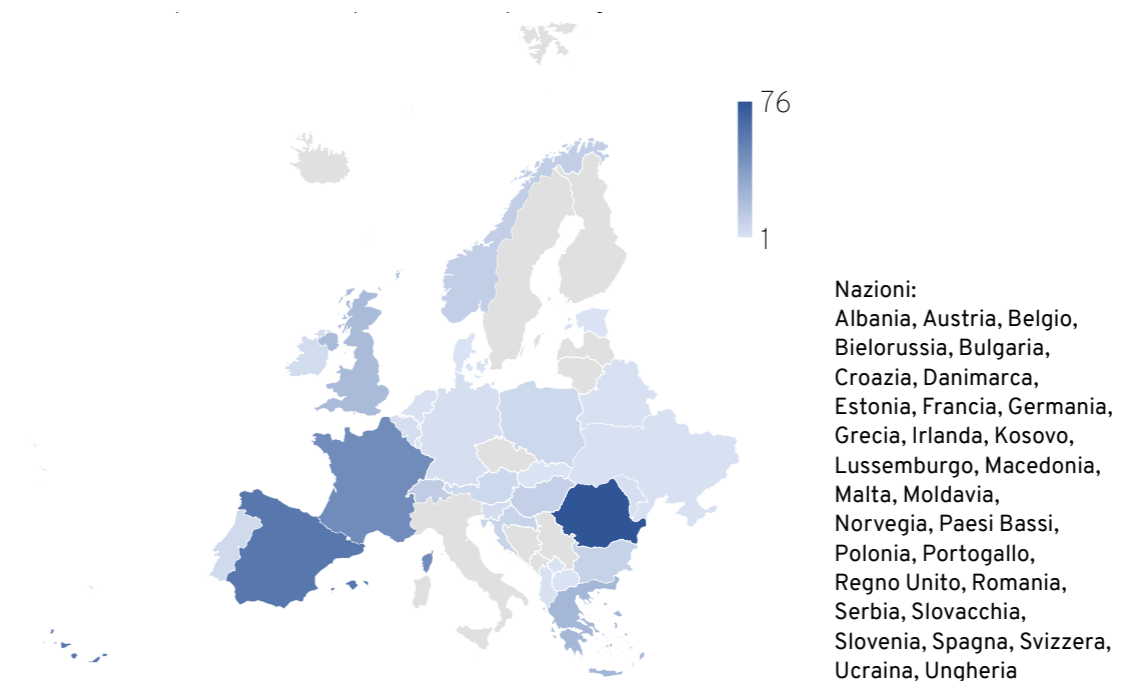 76
1
Nazioni:
Albania, Austria, Belgio,
Bielorussia, Bulgaria,
Croazia, Danimarca,
Estonia, Francia, Germania,
Grecia, Irlanda, Kosovo,
Lussemburgo, Macedonia,
Malta, Moldavia,
Norvegia, Paesi Bassi,
Polonia, Portogallo,
Regno Unito, Romania,
Serbia, Slovacchia,
Slovenia, Spagna, Svizzera,
Ucraina, Ungheria